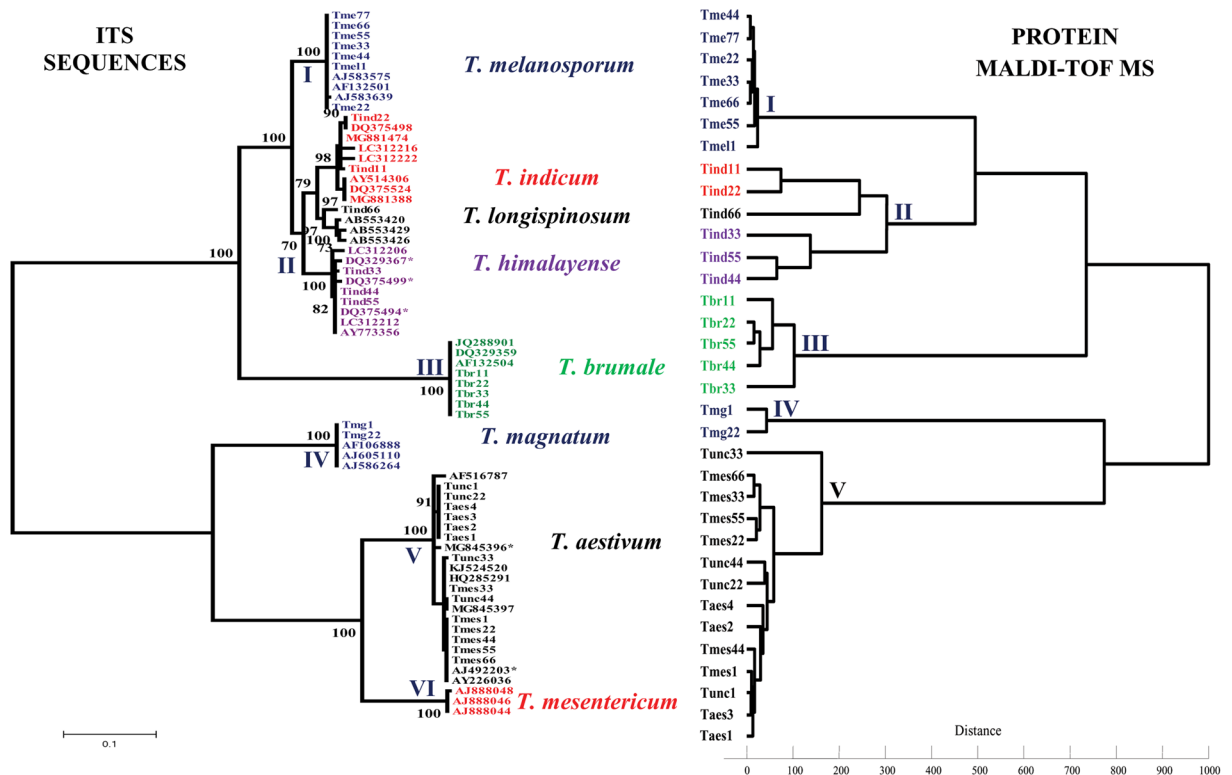 ITS
SEQUENCES
Tme77
Tme66
Tme55
Tme33
Tme44
Tmel1
AJ583575
AF132501
AJ583639
Tme22
100
I
T. melanosporum
100
90
Tind22
DQ375498
MG881474
LC312216
LC312222
Tind11
AY514306
DQ375524
MG881388
98
T. indicum
79
97
Tind66
AB553420
AB553429
AB553426
97
100
T. longispinosum
70
II
73
LC312206
DQ329367*
Tind33
DQ375499*
Tind44
Tind55
DQ375494*
LC312212
AY773356
100
82
T. himalayense
100
JQ288901
DQ329359
AF132504
Tbr11
Tbr22
Tbr33
Tbr44
Tbr55
III
100
T. brumale
Tmg1
Tmg22
AF106888
AJ605110
AJ586264
100
IV
T. magnatum
AF516787
Tunc1
Tunc22
Taes4
Taes3
Taes2
Taes1
MG845396*
Tunc33
KJ524520
HQ285291
Tmes33
Tunc44
MG845397
Tmes1
Tmes22
Tmes44
Tmes55
Tmes66
AJ492203*
AY226036
91
100
V
T. aestivum
100
VI
AJ888048
AJ888046
AJ888044
100
T. mesentericum
0.1
PROTEIN
MALDI-TOF MS
Tme44
Tme77
Tme22
Tme33
Tme66
Tme55
Tmel1
I
Tind11
Tind22
Tind66
Tind33
Tind55
Tind44
II
Tbr11
Tbr22
Tbr55
Tbr44
Tbr33
III
Tmg1
Tmg22
IV
Tunc33
Tmes66
Tmes33
Tmes55
Tmes22
Tunc44
Tunc22
Taes4
Taes2
Tmes44
Tmes1
Tunc1
Taes3
Taes1
V
Distance
0 100 200 300 400 500 600 700 800 900 1000